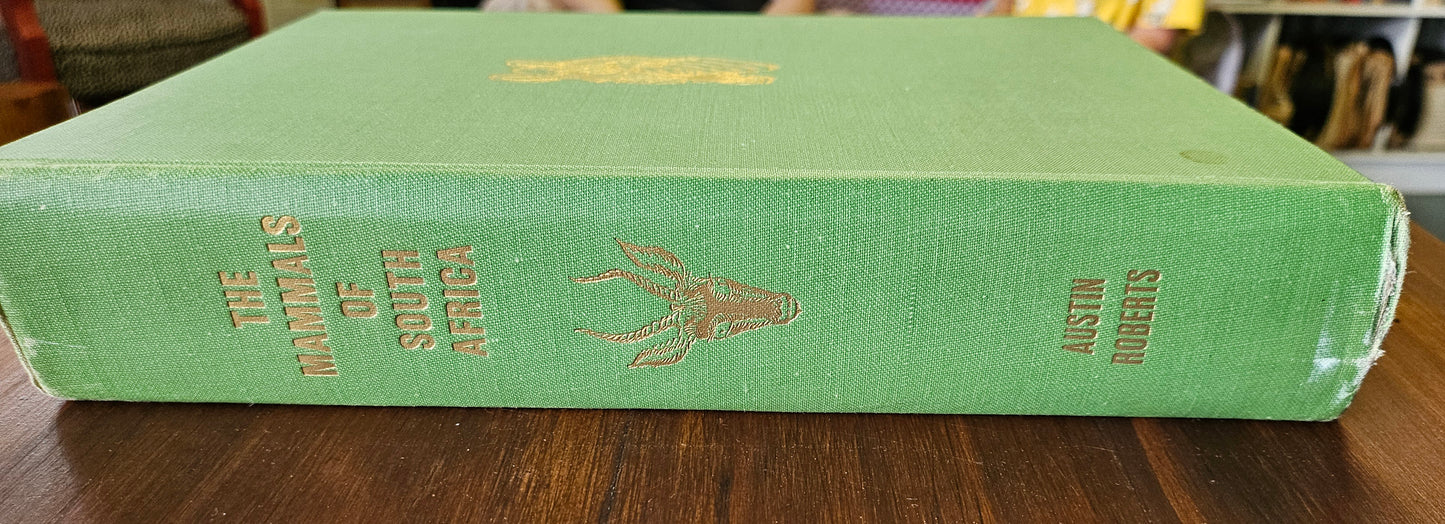 THE
MAMMALS
OF
SOUTH
AFRICA
AUSTIN
ROBERTS